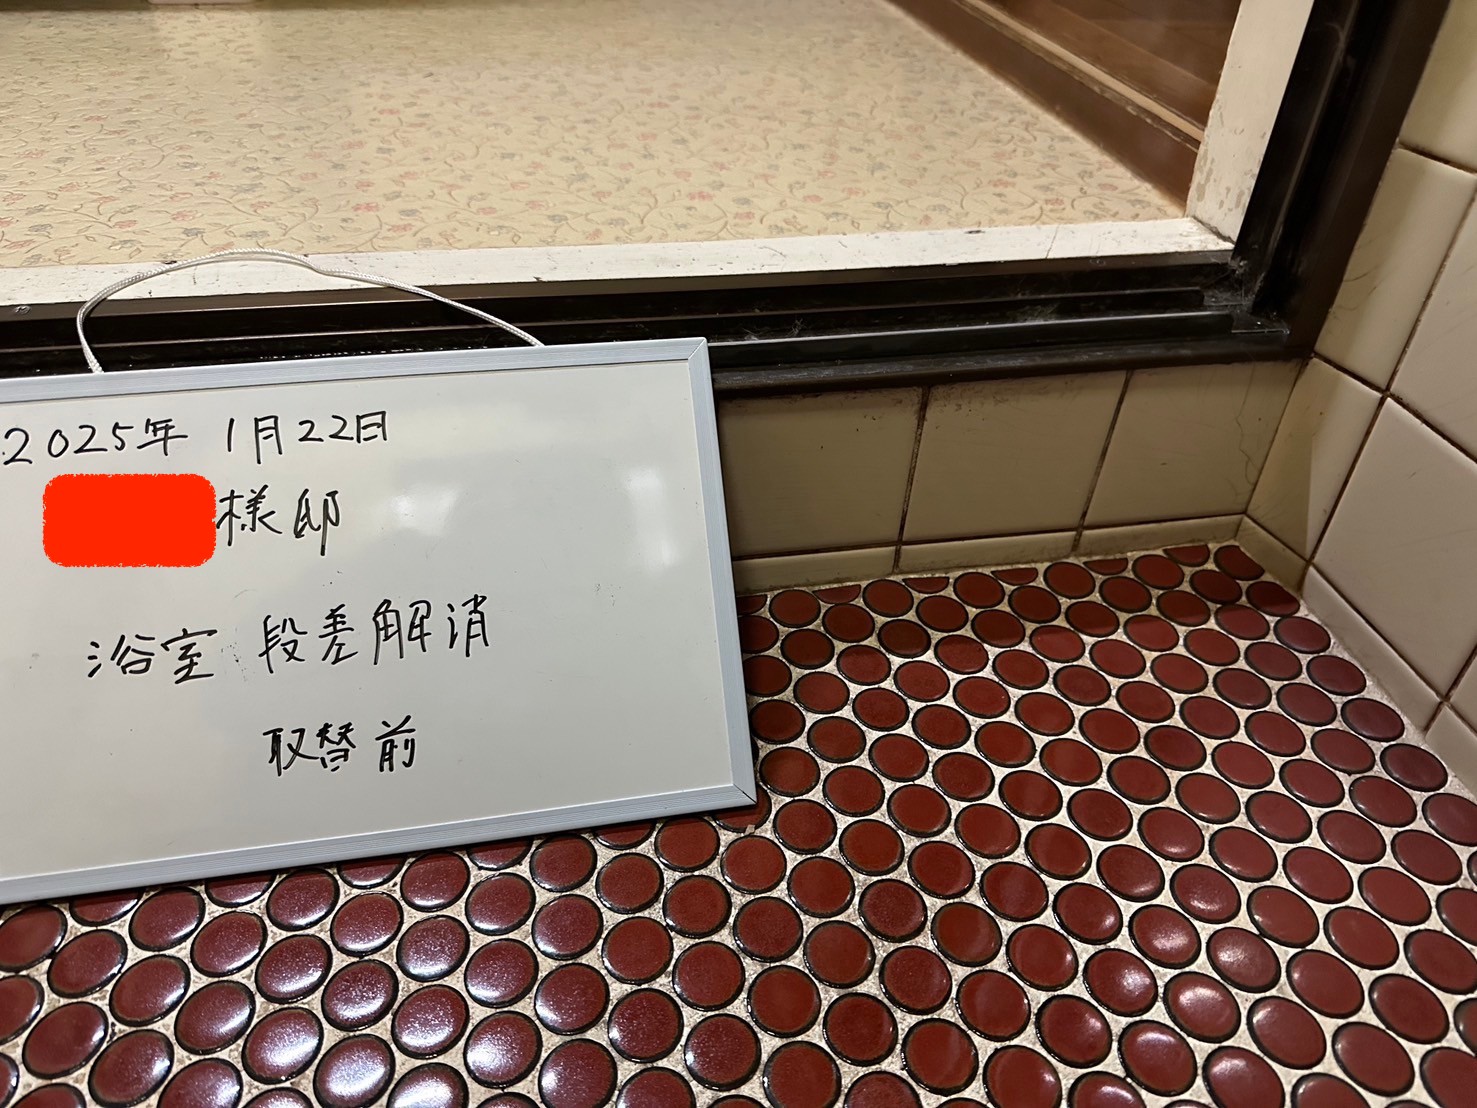 2025年 1月22日
様邸
浴室 段差解消
取替前